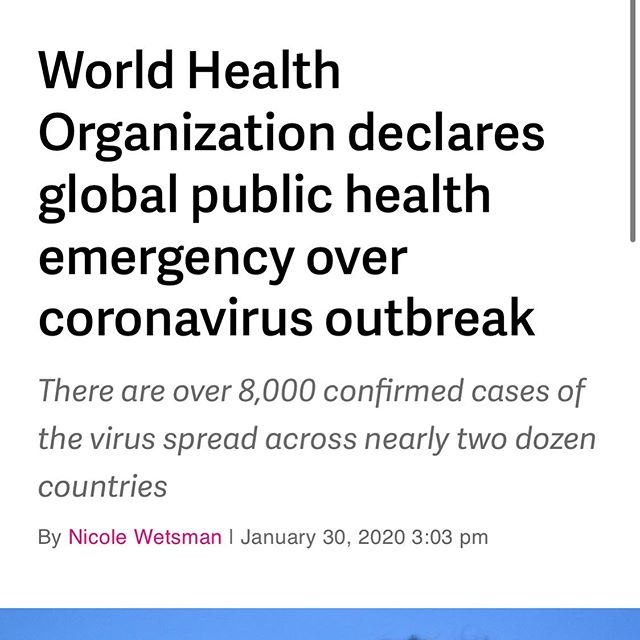 World Health
Organization declares
global public health
emergency over
coronavirus outbreak
There are over 8,000 confirmed cases of
the virus spread across nearly two dozen
countries
By Nicole Wetsman | January 30, 2020 3:03 pm